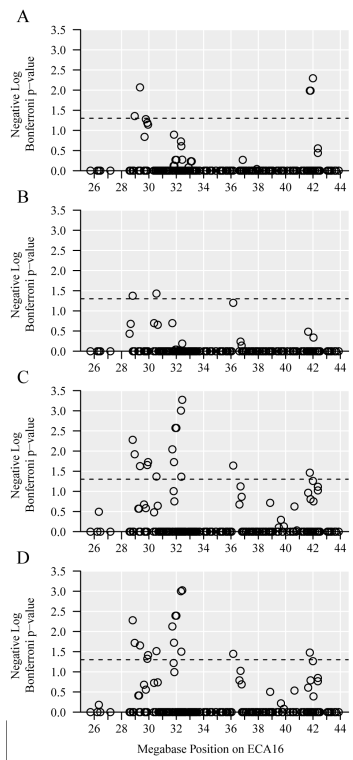 A
3.5
3.0
2.5
2.0
1.5
1.0
0.5
0.0
Negative Log
Bonferroni p−value
26 28 30 32 34 36 38 40 42 44
B
3.5
3.0
2.5
2.0
1.5
1.0
0.5
0.0
Negative Log
Bonferroni p−value
26 28 30 32 34 36 38 40 42 44
C
3.5
3.0
2.5
2.0
1.5
1.0
0.5
0.0
Negative Log
Bonferroni p−value
26 28 30 32 34 36 38 40 42 44
D
3.5
3.0
2.5
2.0
1.5
1.0
0.5
0.0
Negative Log
Bonferroni p−value
26 28 30 32 34 36 38 40 42 44
Megabase Position on ECA16